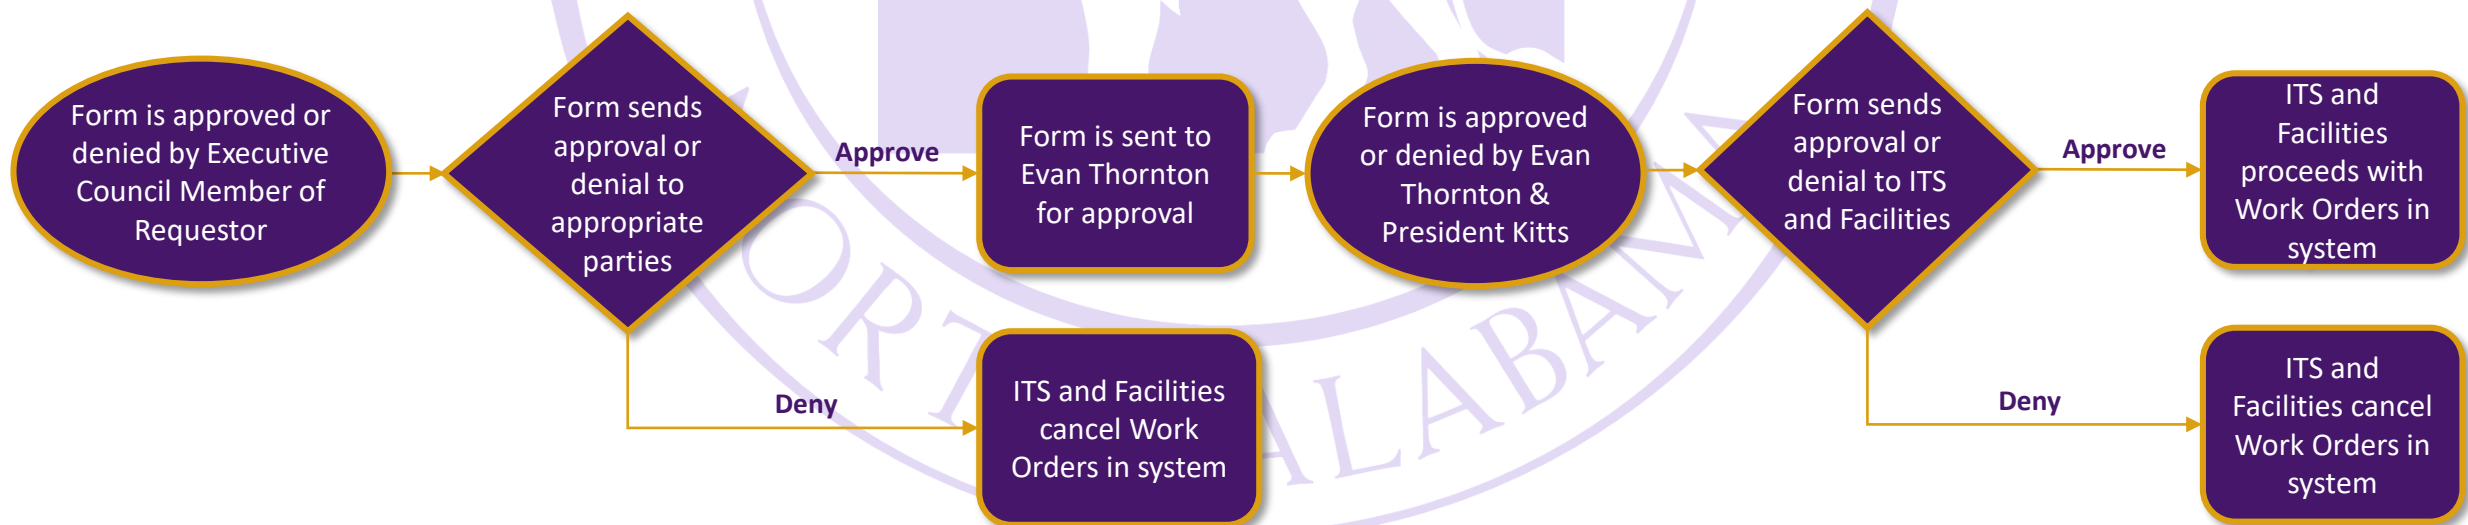 Form is approved or
denied by Executive
Council Member of
Requestor
Form sends
approval or
denial to
appropriate
parties
Approve
Deny
Form is sent to
Evan Thornton
for approval
ITS and Facilities
cancel Work
Orders in system
Form is approved
or denied by Evan
Thornton &
President Kitts
Form sends
approval or
denial to ITS
and Facilities
Approve
Deny
ITS and
Facilities
proceeds with
Work Orders in
system
ITS and
Facilities cancel
Work Orders in
system
ORT
ALABAMA